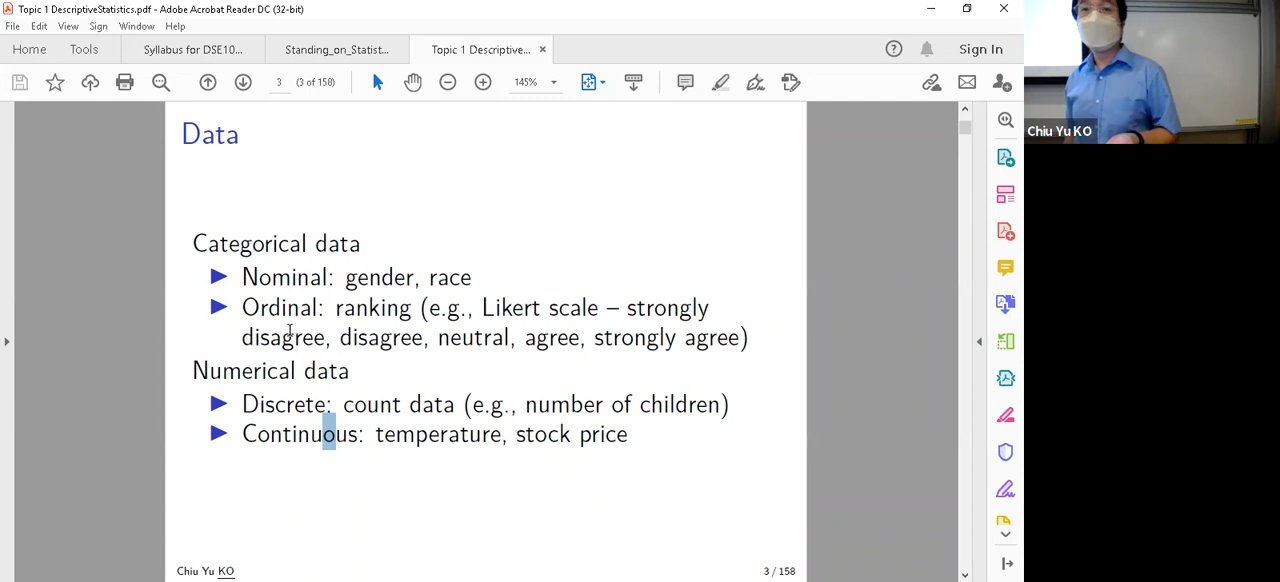 Topic 1 DescriptiveStatistics.pdf - Adobe Acrobat Reader DC (32-bit)
File Edit View Sign Window Help
Home Tools Syllabus for DSE10... Standing_on_Statist... Topic 1 Descriptive...
Sign In
3 (3 of 158) 145%
Chiu Yu KO
Data
Categorical data
Nominal: gender, race
Ordinal: ranking (e.g., Likert scale – strongly
disagree, disagree, neutral, agree, strongly agree)
Numerical data
Discrete: count data (e.g., number of children)
Continuous: temperature, stock price
Chiu Yu KO 3 / 158